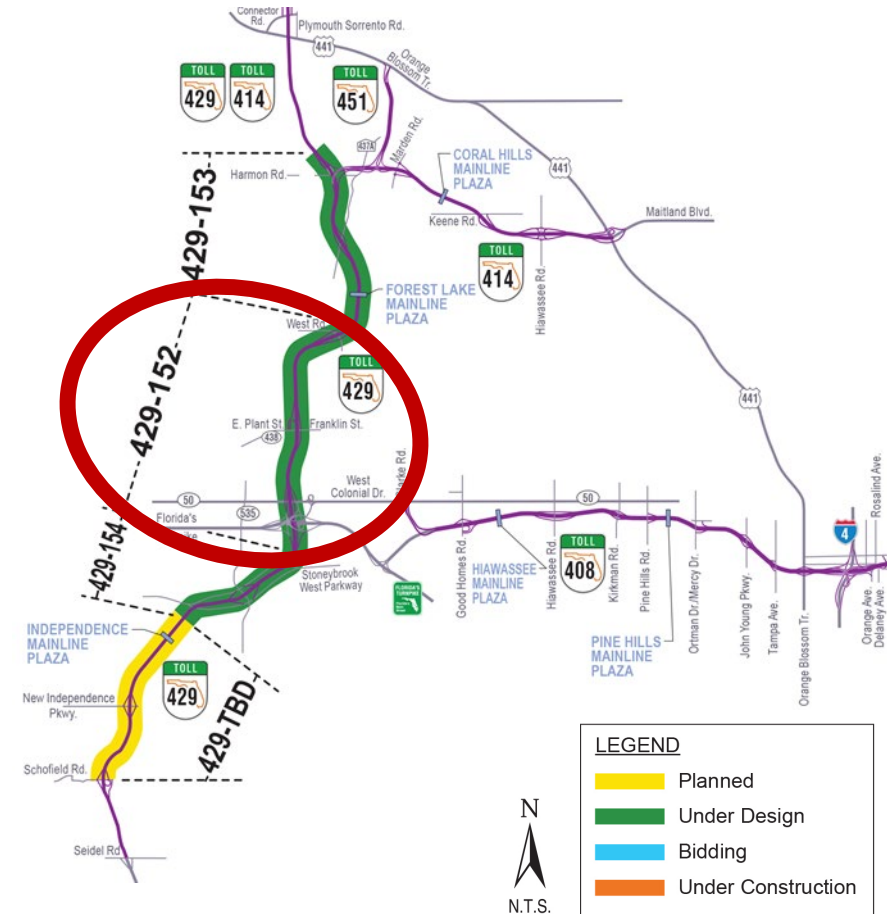 Connector
Rd.
Plymouth Sorrento Rd.
441
Orange
Blossom Tr.
TOLL
429
TOLL
414
TOLL
451
437A
Marden Rd.
CORAL HILLS
MAINLINE
PLAZA
441
Harmon Rd.
Keene Rd.
Maitland Blvd.
TOLL
414
Hiawassee Rd.
429-153
FOREST LAKE
MAINLINE
PLAZA
West Rd.
TOLL
429
429-152
441
E. Plant St.
Franklin St.
438
West
Colonial Dr.
50
535
50
Florida's
429-154
Stoneybrook
West Parkway
FLORIDA'S
TURNPIKE
Good Homes Rd.
HIAWASSEE
MAINLINE
PLAZA
Hiawassee Rd.
TOLL
408
Kirkman Rd.
Pine Hills Rd.
PINE HILLS
MAINLINE
PLAZA
Ortman Dr./Mercy Dr.
John Young Pkwy.
Tampa Ave.
Orange Blossom Tr.
4
Rosalind Ave.
Orange Ave.
Delaney Ave.
INDEPENDENCE
MAINLINE
PLAZA
TOLL
429
New Independence
Pkwy.
429-TBD
Schofield Rd.
Seidel Rd
N
N.T.S.
LEGEND
Planned
Under Design
Bidding
Under Construction